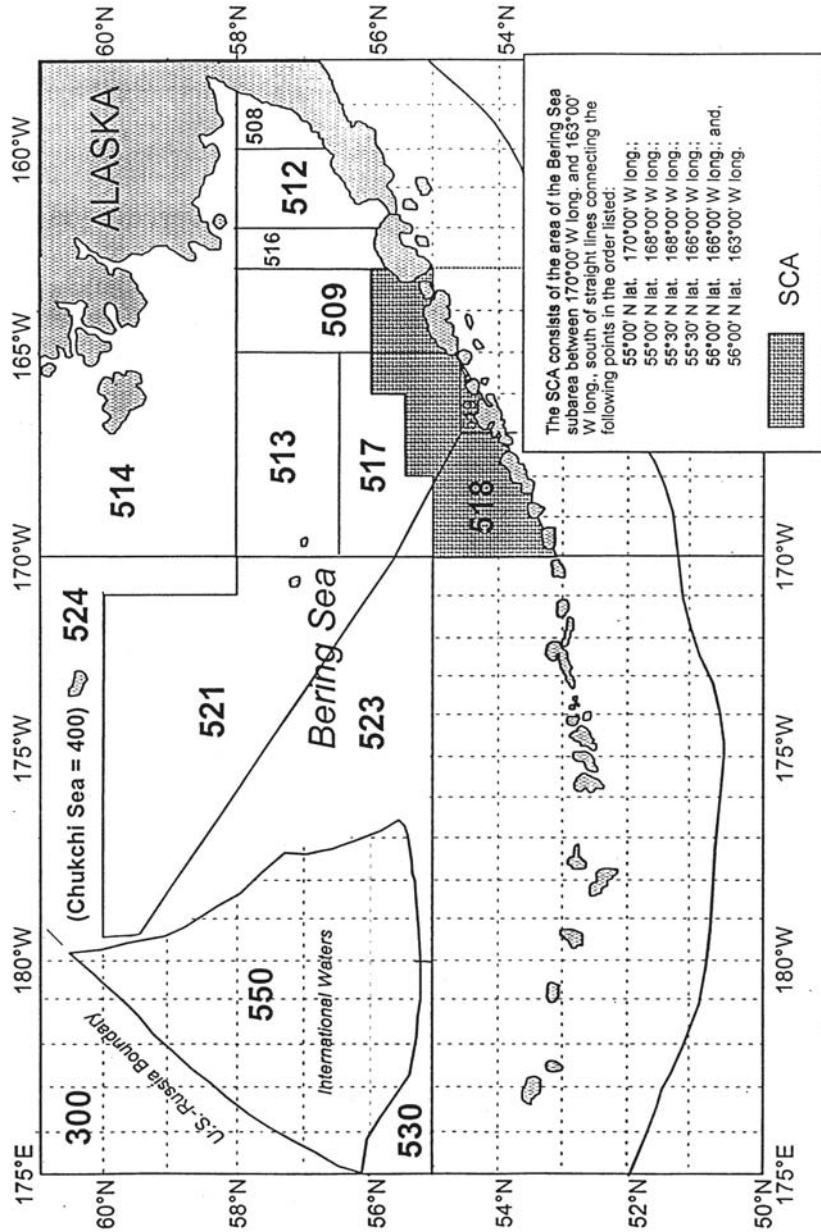 175°E
180°W
175°W
170°W
165°W
160°W
60°N
58°N
56°N
54°N
52°N
50°N
300
U.S.-Russia Boundary
(Chukchi Sea = 400)
524
514
ALASKA
550
International Waters
521
513
509
516
512
508
Bering Sea
523
517
530
518
519
60°N
58°N
56°N
54°N
175°E
180°W
175°W
170°W
The SCA consists of the area of the Bering Sea
subarea between 170°00' W long. and 163°00'
W long., south of straight lines connecting the
following points in the order listed:
55°00' N lat. 170°00' W long.;
55°00' N lat. 168°00' W long.;
55°30' N lat. 168°00' W long.;
55°30' N lat. 166°00' W long.;
56°00' N lat. 166°00' W long.; and,
56°00' N lat. 163°00' W long.
SCA